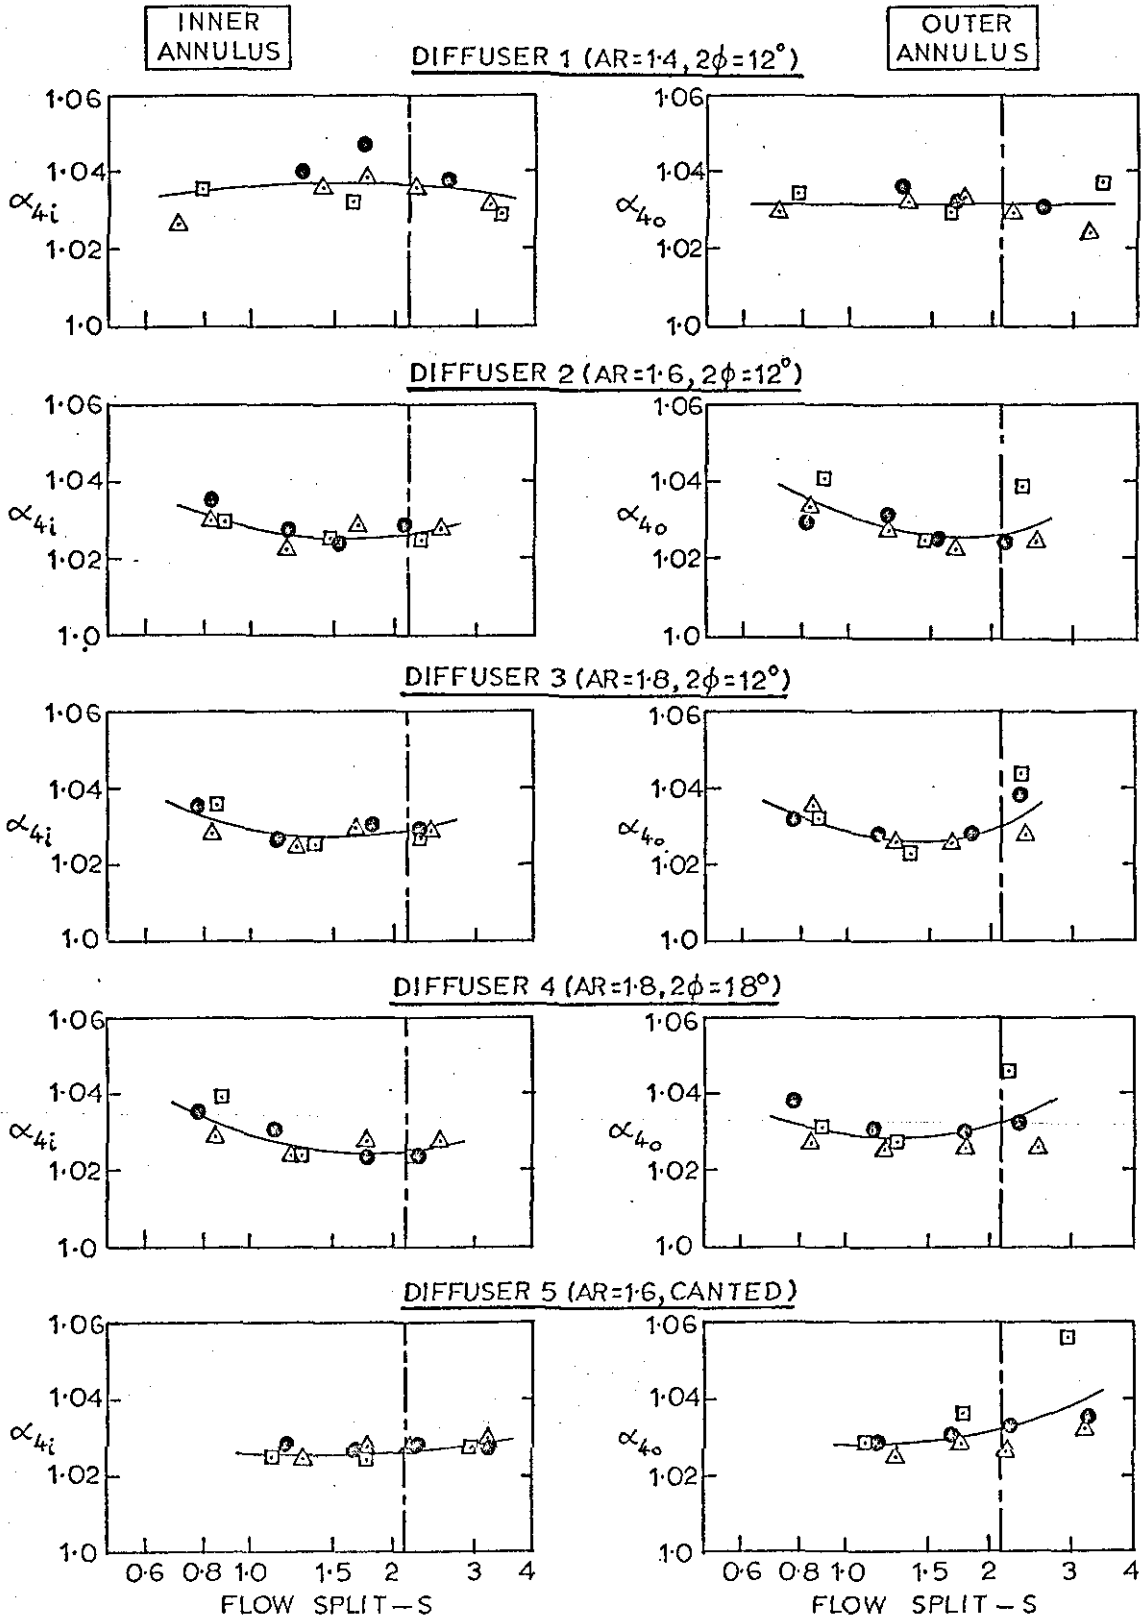 INNER
ANNULUS
OUTER
ANNULUS
DIFFUSER 1 (AR=1·4, 2ϕ=12°)
1·06
1·04
α4i
1·02
1·0
1·06
1·04
α4o
1·02
1·0
DIFFUSER 2 (AR=1·6, 2ϕ=12°)
1·06
1·04
α4i
1·02
1·0
1·06
1·04
α4o
1·02
1·0
DIFFUSER 3 (AR=1·8, 2ϕ=12°)
1·06
1·04
α4i
1·02
1·0
1·06
1·04
α4o
1·02
1·0
DIFFUSER 4 (AR=1·8, 2ϕ=18°)
1·06
1·04
α4i
1·02
1·0
1·06
1·04
α4o
1·02
1·0
DIFFUSER 5 (AR=1·6, CANTED)
1·06
1·04
α4i
1·02
1·0
0·6 0·8 1·0 1·5 2 3 4
FLOW SPLIT-S
1·06
1·04
α4o
1·02
1·0
0·6 0·8 1·0 1·5 2 3 4
FLOW SPLIT-S